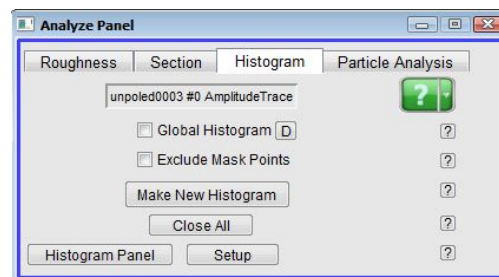 Analyze Panel
Roughness Section Histogram Particle Analysis
unpoled0003 #0 AmplitudeTrace ?
Global Histogram D ?
Exclude Mask Points ?
Make New Histogram ?
Close All ?
Histogram Panel Setup ?